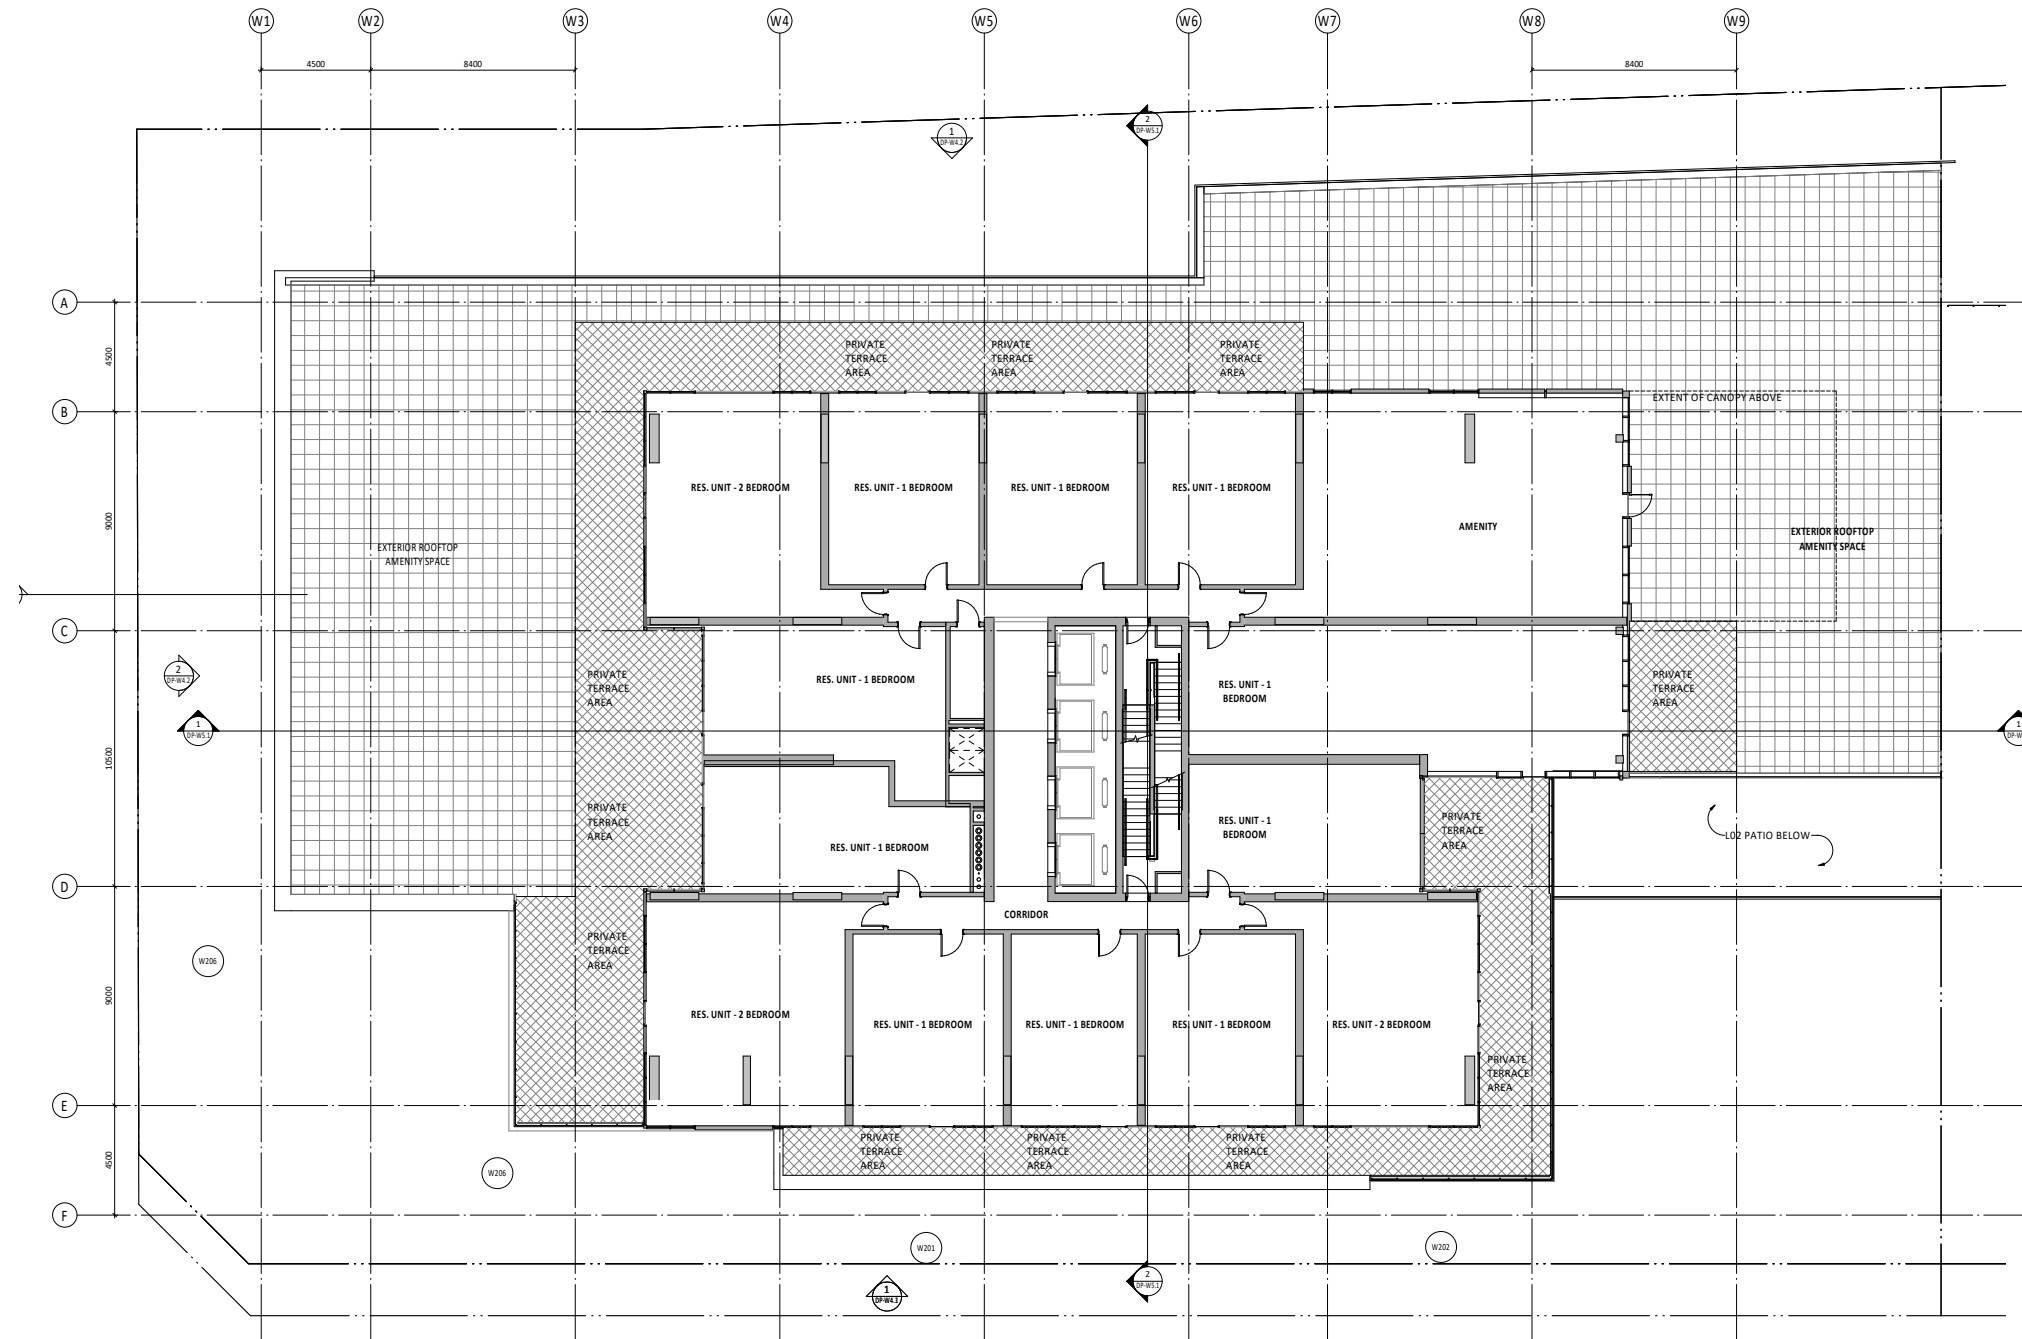 W1
W2
W3
W4
W5
W6
W7
W8
W9
4500
8400
8400
1
DP-W4.2
2
DP-W5.1
A
4500
PRIVATE
TERRACE
AREA
PRIVATE
TERRACE
AREA
PRIVATE
TERRACE
AREA
B
EXTENT OF CANOPY ABOVE
RES. UNIT - 2 BEDROOM
RES. UNIT - 1 BEDROOM
RES. UNIT - 1 BEDROOM
RES. UNIT - 1 BEDROOM
9000
AMENITY
EXTERIOR ROOFTOP
AMENITY SPACE
EXTERIOR ROOFTOP
AMENITY SPACE
C
2
DP-W4.2
PRIVATE
TERRACE
AREA
RES. UNIT - 1 BEDROOM
RES. UNIT - 1
BEDROOM
PRIVATE
TERRACE
AREA
1
DP-W5.1
1
10500
PRIVATE
TERRACE
AREA
RES. UNIT - 1 BEDROOM
RES. UNIT - 1
BEDROOM
PRIVATE
TERRACE
AREA
L02 PATIO BELOW
D
CORRIDOR
PRIVATE
TERRACE
AREA
W206
9000
RES. UNIT - 2 BEDROOM
RES. UNIT - 1 BEDROOM
RES. UNIT - 1 BEDROOM
RES. UNIT - 1 BEDROOM
RES. UNIT - 2 BEDROOM
PRIVATE
TERRACE
AREA
E
4500
PRIVATE
TERRACE
AREA
PRIVATE
TERRACE
AREA
PRIVATE
TERRACE
AREA
W206
F
W201
W202
1
DP-W4.3
2
DP-W5.1